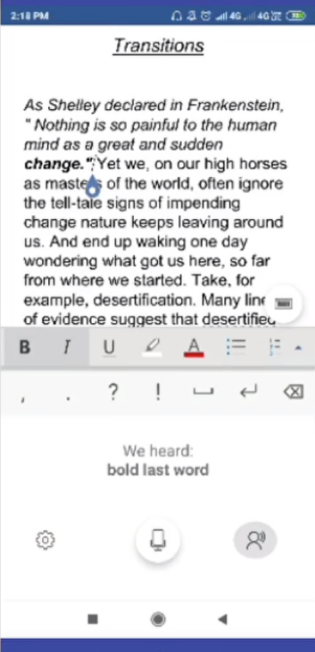 2:18 PM 4G 4G
Transitions
As Shelley declared in Frankenstein,
" Nothing is so painful to the human
mind as a great and sudden
change." Yet we, on our high horses
as masters of the world, often ignore
the tell-tale signs of impending
change nature keeps leaving around
us. And end up waking one day
wondering what got us here, so far
from where we started. Take, for
example, desertification. Many line
of evidence suggest that desertified
B I U A
, . ? !
We heard:
bold last word